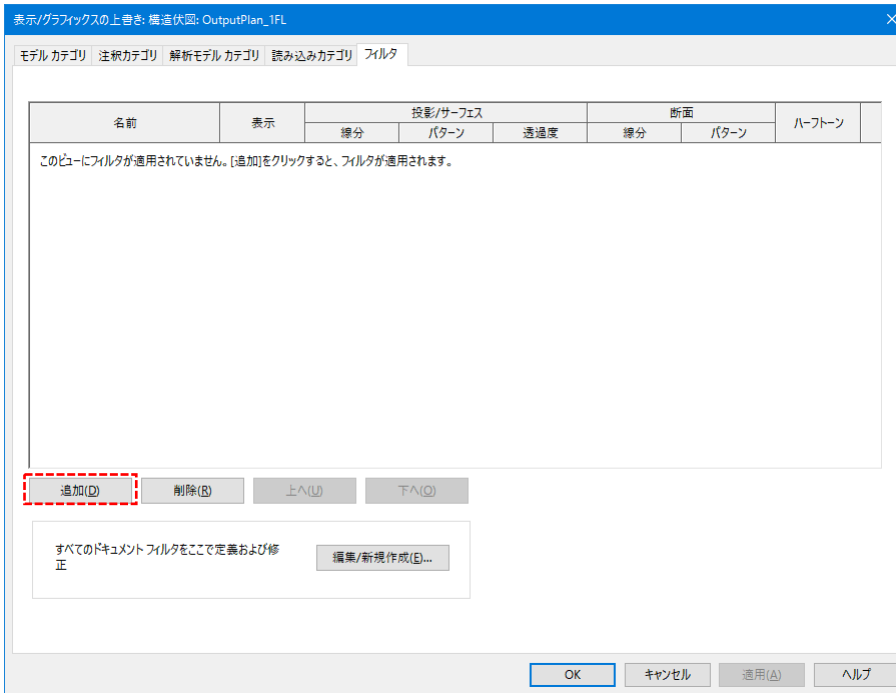 表示/グラフィックスの上書き: 構造伏図: OutputPlan_1FL
モデル カテゴリ 注釈カテゴリ 解析モデル カテゴリ 読み込みカテゴリ フィルタ
名前 表示 投影/サーフェス 断面 ハーフトーン
線分 パターン 透過度 線分 パターン
このビューにフィルタが適用されていません。[追加]をクリックすると、フィルタが適用されます。
追加(D) 削除(R) 上へ(U) 下へ(O)
すべてのドキュメント フィルタをここで定義および修
正
編集/新規作成(E)...
OK キャンセル 適用(A) ヘルプ